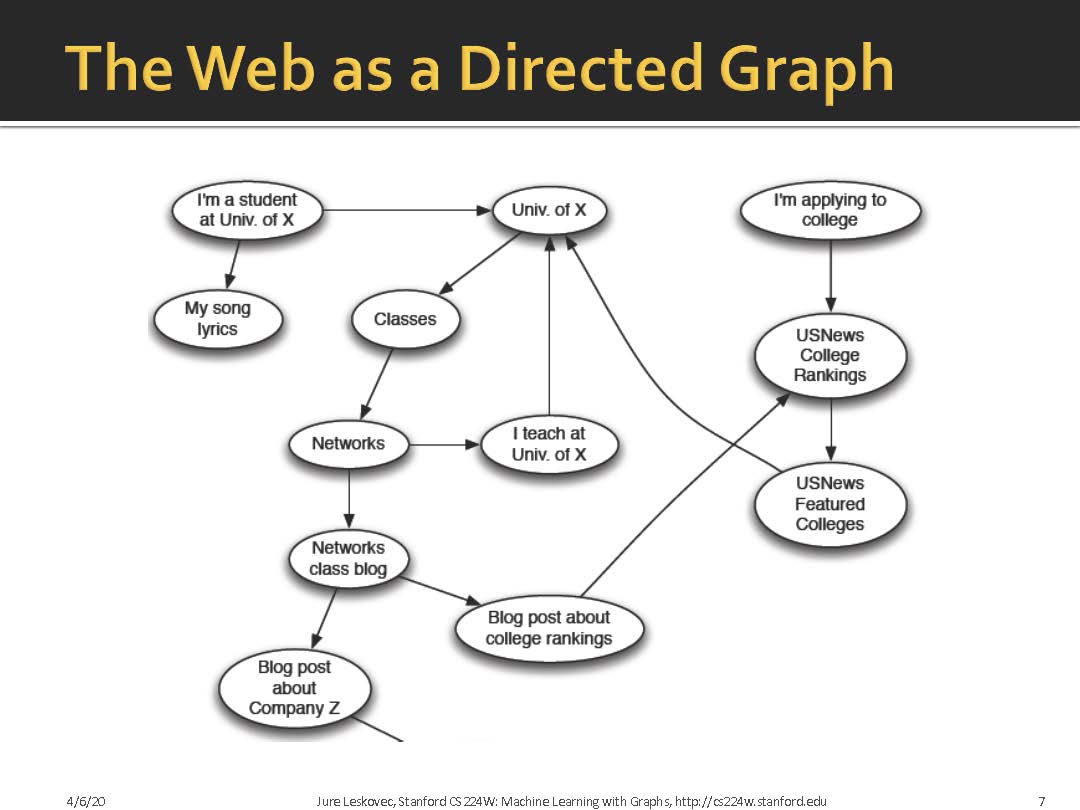 The Web as a Directed Graph
I'm a student
at Univ. of X
Univ. of X
I'm applying to
college
My song
lyrics
Classes
USNews
College
Rankings
Networks
I teach at
Univ. of X
USNews
Featured
Colleges
Networks
class blog
Blog post about
college rankings
Blog post
about
Company Z
4/6/20
Jure Leskovec, Stanford CS224W: Machine Learning with Graphs, http://cs224w.stanford.edu
7